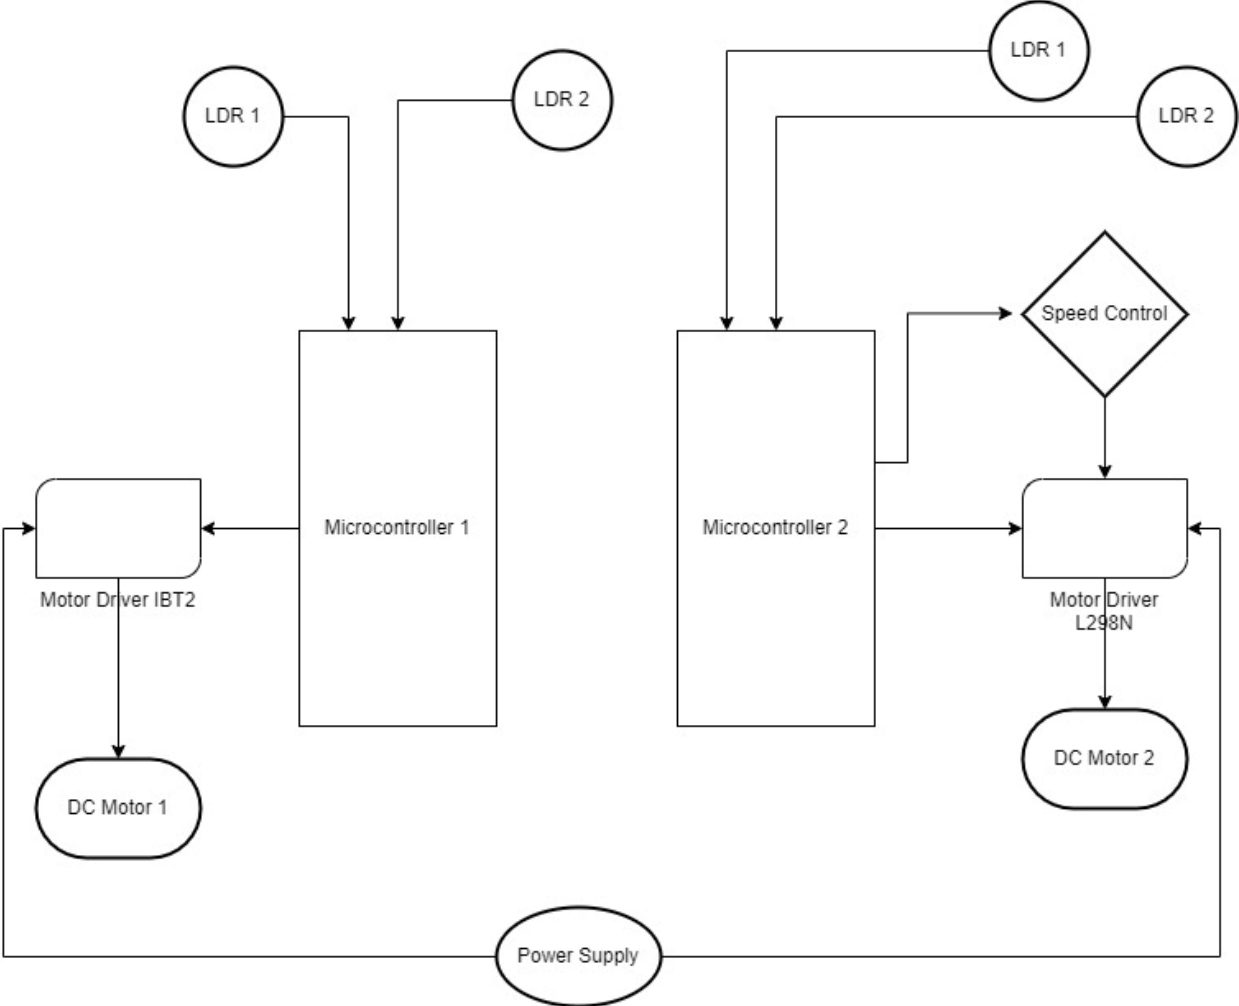 LDR 1
LDR 2
LDR 1
LDR 2
Speed Control
Microcontroller 1
Microcontroller 2
Motor Driver IBT2
Motor Driver
L298N
DC Motor 1
DC Motor 2
Power Supply